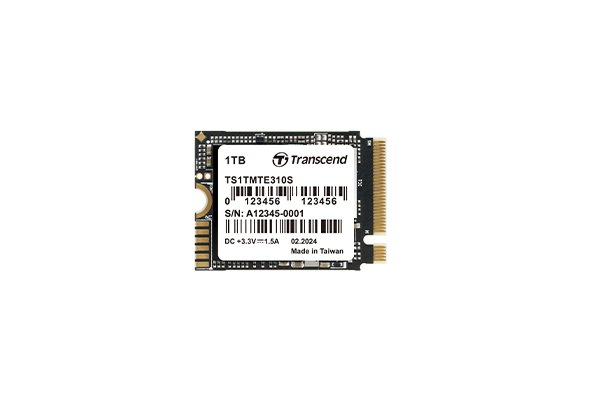 1TB Transcend
TS1TMTE310S
0 123456 123456
S/N: A12345-0001
DC +3.3V⎓1.5A 02.2024
Made in Taiwan